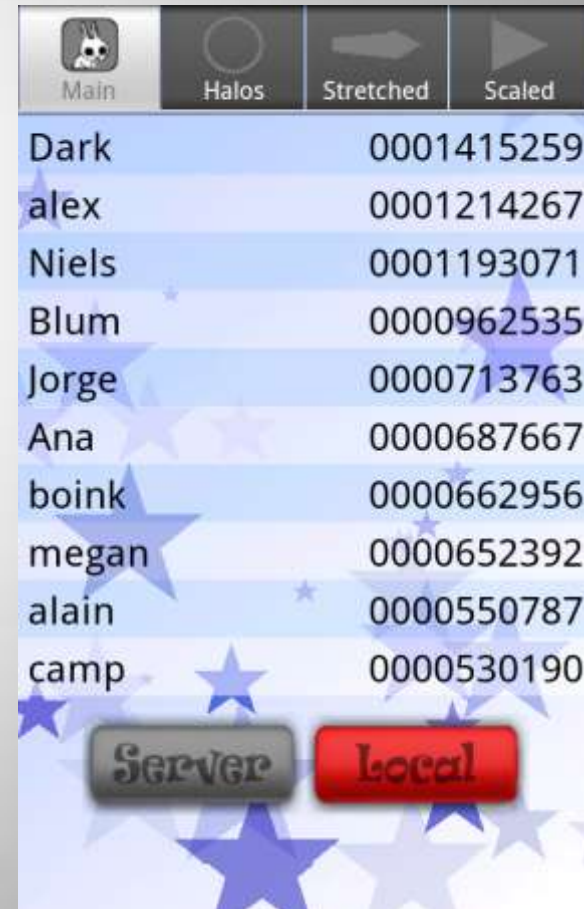 Main Halos Stretched Scaled
Dark 0001415259
alex 0001214267
Niels 0001193071
Blum 0000962535
Jorge 0000713763
Ana 0000687667
boink 0000662956
megan 0000652392
alain 0000550787
camp 0000530190
Server Local